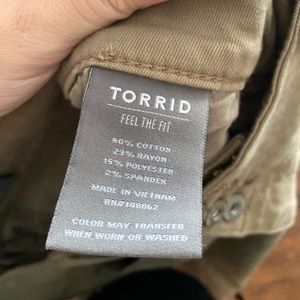 TORRID
FEEL THE FIT
60% COTTON
23% RAYON
15% POLYESTER
2% SPANDEX
MADE IN VIETNAM
RN#148862
COLOR MAY TRANSFER
WHEN WORN OR WASHED